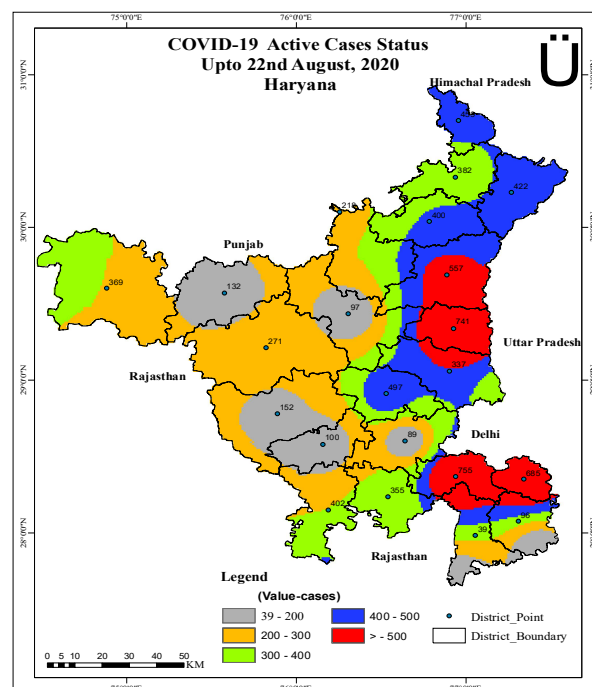 75°0'0"E 76°0'0"E 77°0'0"E
COVID-19 Active Cases Status
Upto 22nd August, 2020
Haryana
Ü
Himachal Pradesh
31°0'0"N
382
422
400
218
30°0'0"N
Punjab
557
369
132
97
741
271
Uttar Pradesh
337
Rajasthan
497
29°0'0"N
152
89
100
Delhi
755
685
355
402
96
39
28°0'0"N
Rajasthan
Legend
(Value-cases)
39 - 200
400 - 500
District_Point
200 - 300
> - 500
District_Boundary
300 - 400
0 5 10 20 30 40 50
KM